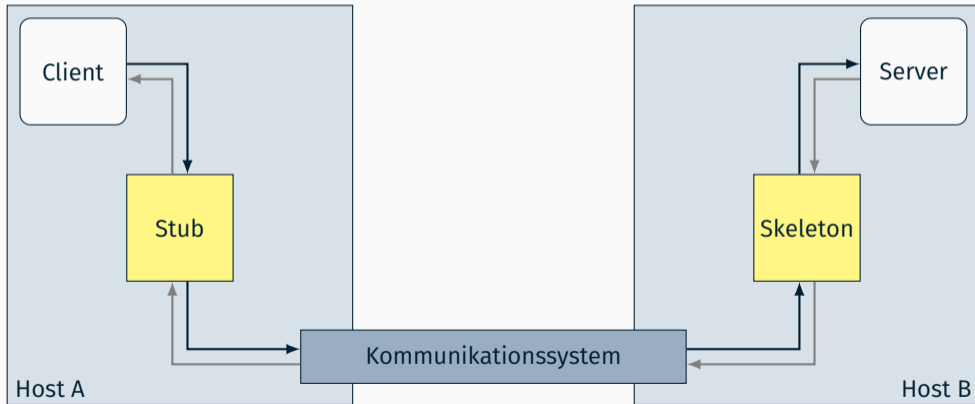 Client
Server
Stub
Skeleton
Kommunikationssystem
Host A
Host B